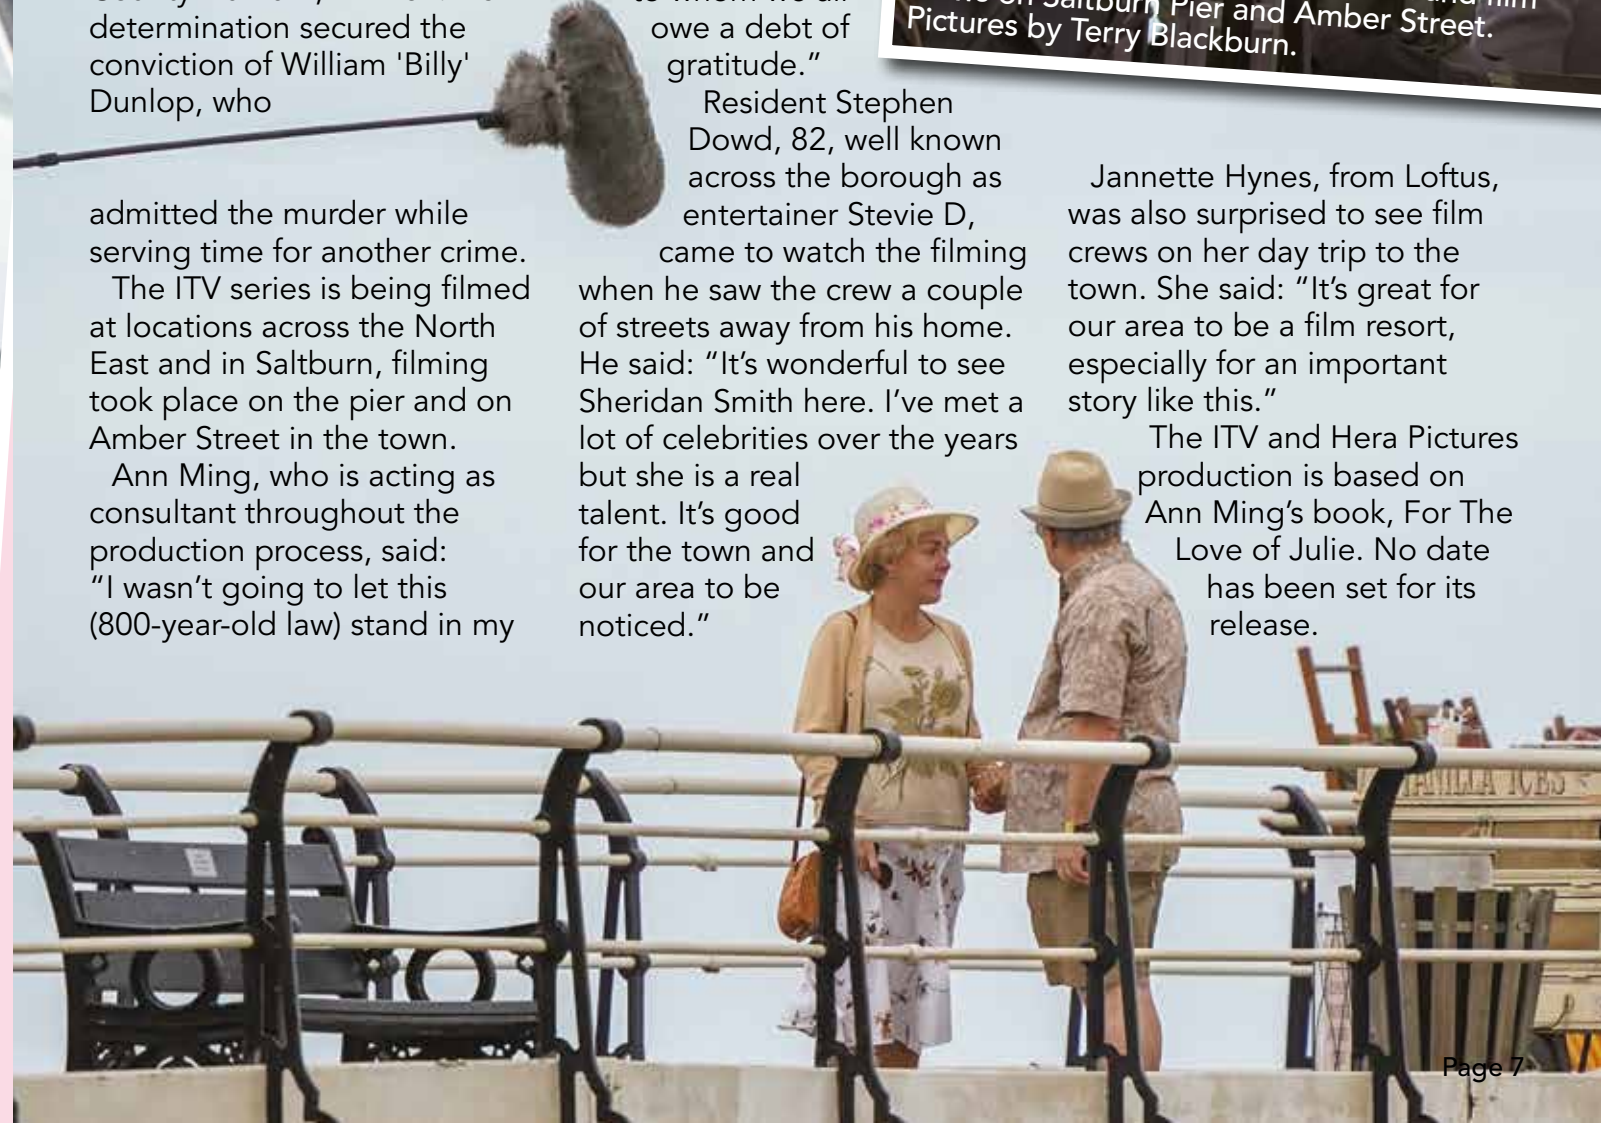 determination secured the
conviction of William 'Billy'
Dunlop, who
admitted the murder while
serving time for another crime.
The ITV series is being filmed
at locations across the North
East and in Saltburn, filming
took place on the pier and on
Amber Street in the town.
Ann Ming, who is acting as
consultant throughout the
production process, said:
“I wasn’t going to let this
(800-year-old law) stand in my
to whom we all
owe a debt of
gratitude.”
Resident Stephen
Dowd, 82, well known
across the borough as
entertainer Stevie D,
came to watch the filming
when he saw the crew a couple
of streets away from his home.
He said: “It’s wonderful to see
Sheridan Smith here. I’ve met a
lot of celebrities over the years
but she is a real
talent. It’s good
for the town and
our area to be
noticed.”
on Saltburn Pier and Amber Street.
Pictures by Terry Blackburn.
Jannette Hynes, from Loftus,
was also surprised to see film
crews on her day trip to the
town. She said: “It’s great for
our area to be a film resort,
especially for an important
story like this.”
The ITV and Hera Pictures
production is based on
Ann Ming’s book, For The
Love of Julie. No date
has been set for its
release.
VANILLA ICES
Page 7